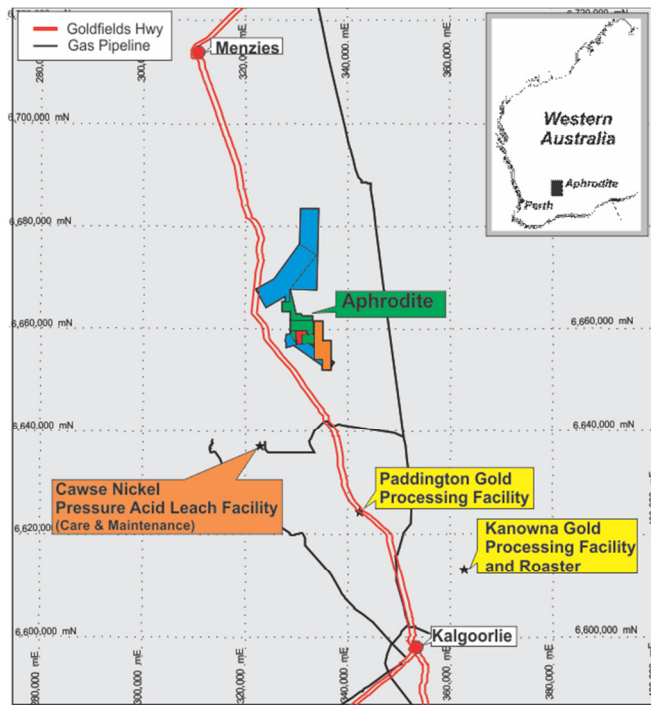 Goldfields Hwy
Gas Pipeline
320,000 mE
340,000 mE
360,000 mE
Menzies
6,700,000 mN
6,680,000 mN
6,660,000 mN
6,640,000 mN
6,620,000 mN
6,600,000 mN
Western
Australia
Aphrodite
Perth
Aphrodite
6,660,000 mN
6,640,000 mN
Cawse Nickel
Pressure Acid Leach Facility
(Care & Maintenance)
Paddington Gold
Processing Facility
Kanowna Gold
Processing Facility
and Roaster
Kalgoorlie
6,600,000 mN
280,000 mE
300,000 mE
320,000 mE
340,000 mE
360,000 mE
380,000 mE